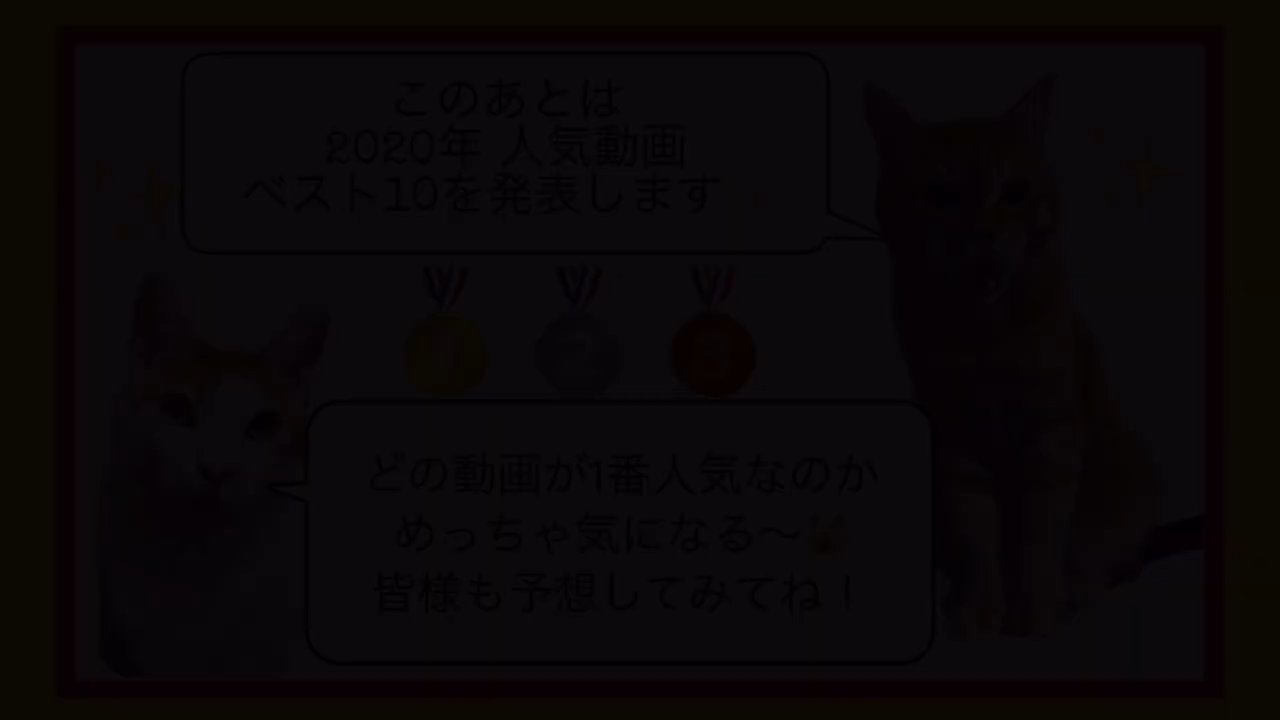 このあとは
2020年 人気動画
ベスト10を発表します
どの動画が1番人気なのか
めっちゃ気になる〜
皆様も予想してみてね！